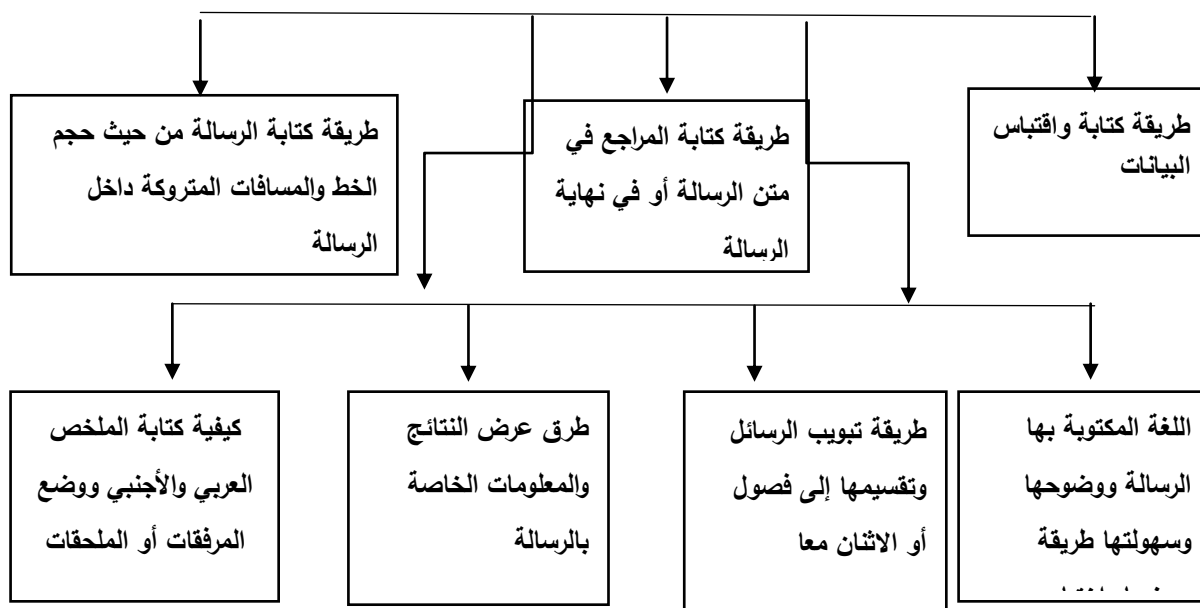 طريقة كتابة واقتباس
البيانات
طريقة كتابة المراجع في
متن الرسالة أو في نهاية
الرسالة
طريقة كتابة الرسالة من حيث حجم
الخط والمسافات المتروكة داخل
الرسالة
اللغة المكتوبة بها
الرسالة ووضوحها
وسهولتها طريقة
طريقة تبويب الرسائل
وتقسيمها إلى فصول
أو الاثنان معا
طرق عرض النتائج
والمعلومات الخاصة
بالرسالة
كيفية كتابة الملخص
العربي والأجنبي ووضع
المرفقات أو الملحقات